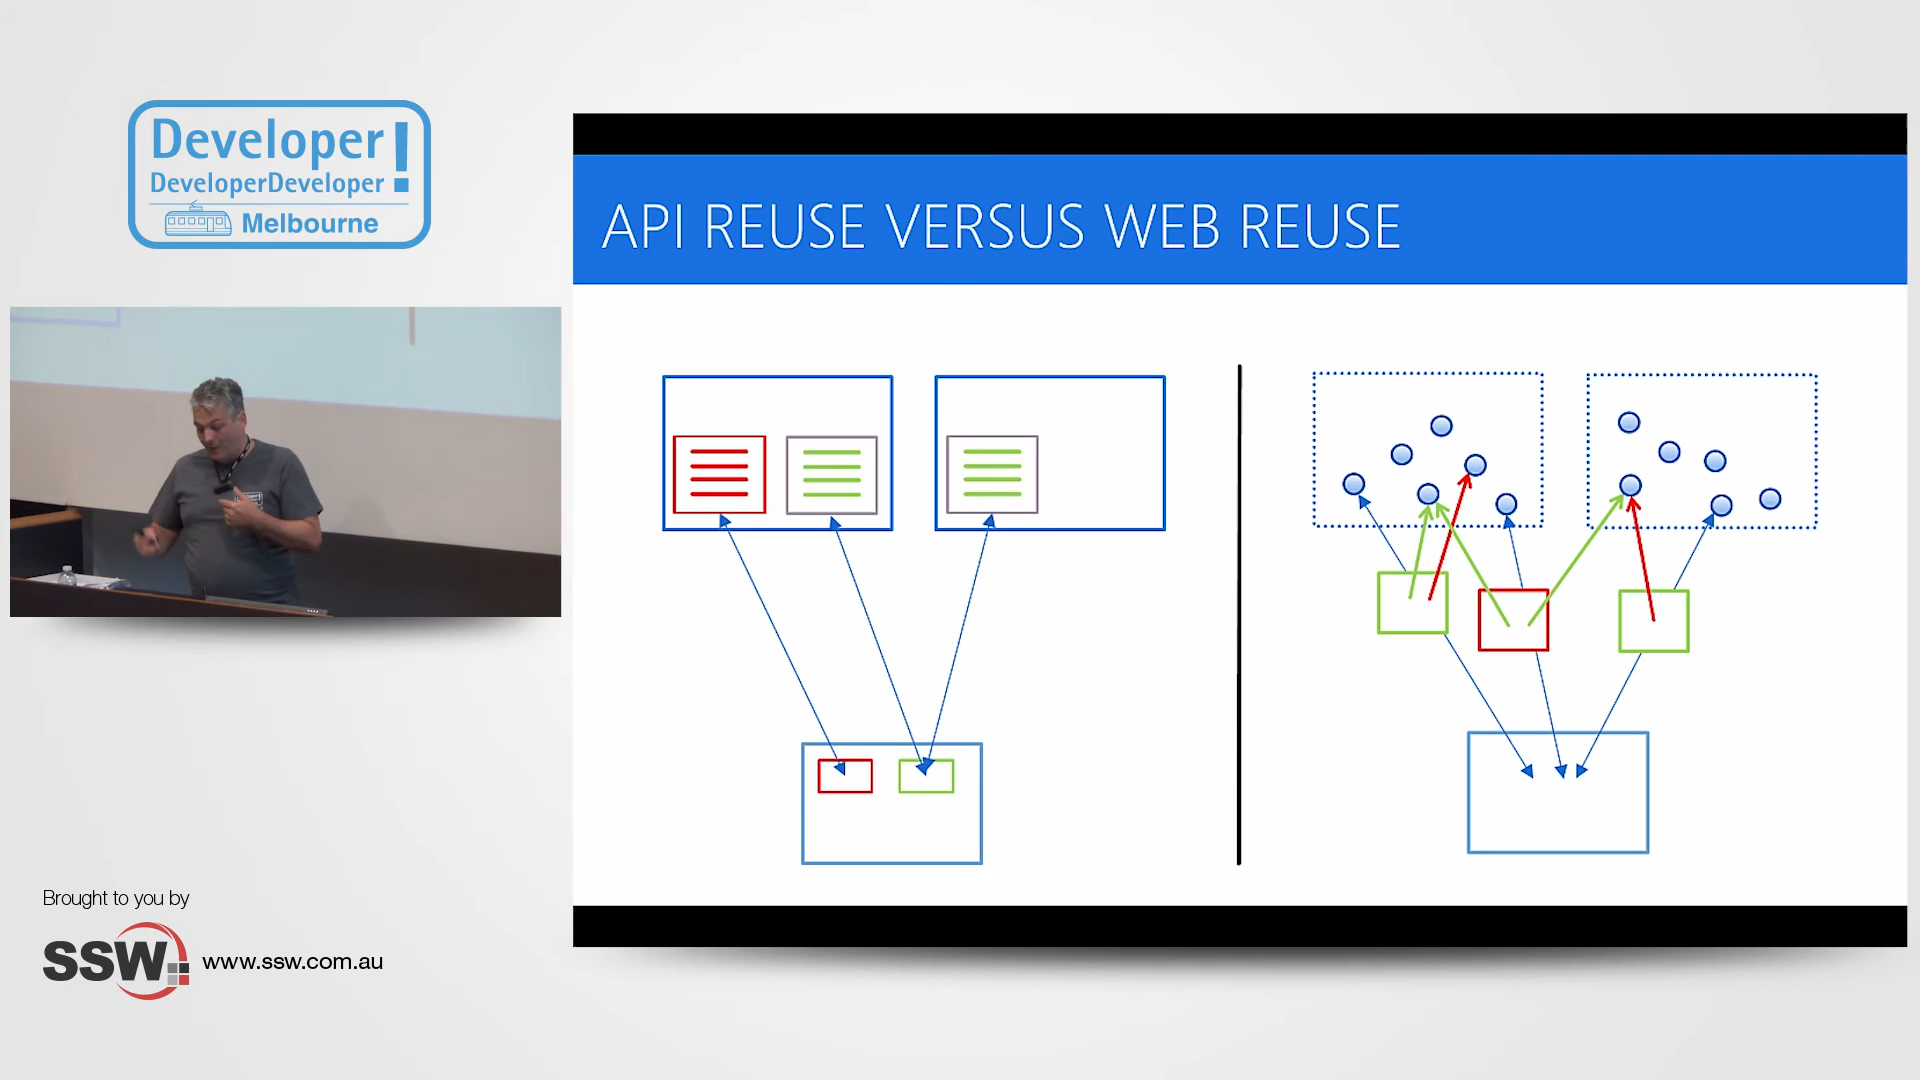 Developer!
DeveloperDeveloper
Melbourne
API REUSE VERSUS WEB REUSE
Brought to you by
SSW
www.ssw.com.au